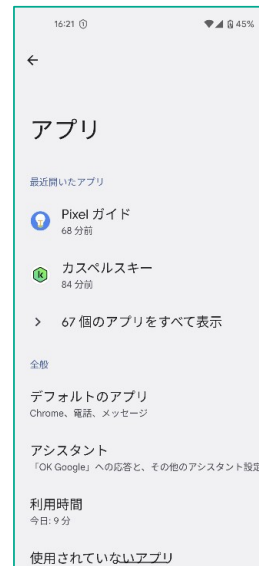 16:21
45%
アプリ
最近開いたアプリ
Pixel ガイド
68 分前
カスペルスキー
84 分前
67 個のアプリをすべて表示
全般
デフォルトのアプリ
Chrome、電話、メッセージ
アシスタント
「OK Google」への応答と、その他のアシスタント設定
利用時間
今日: 9 分
使用されていないアプリ